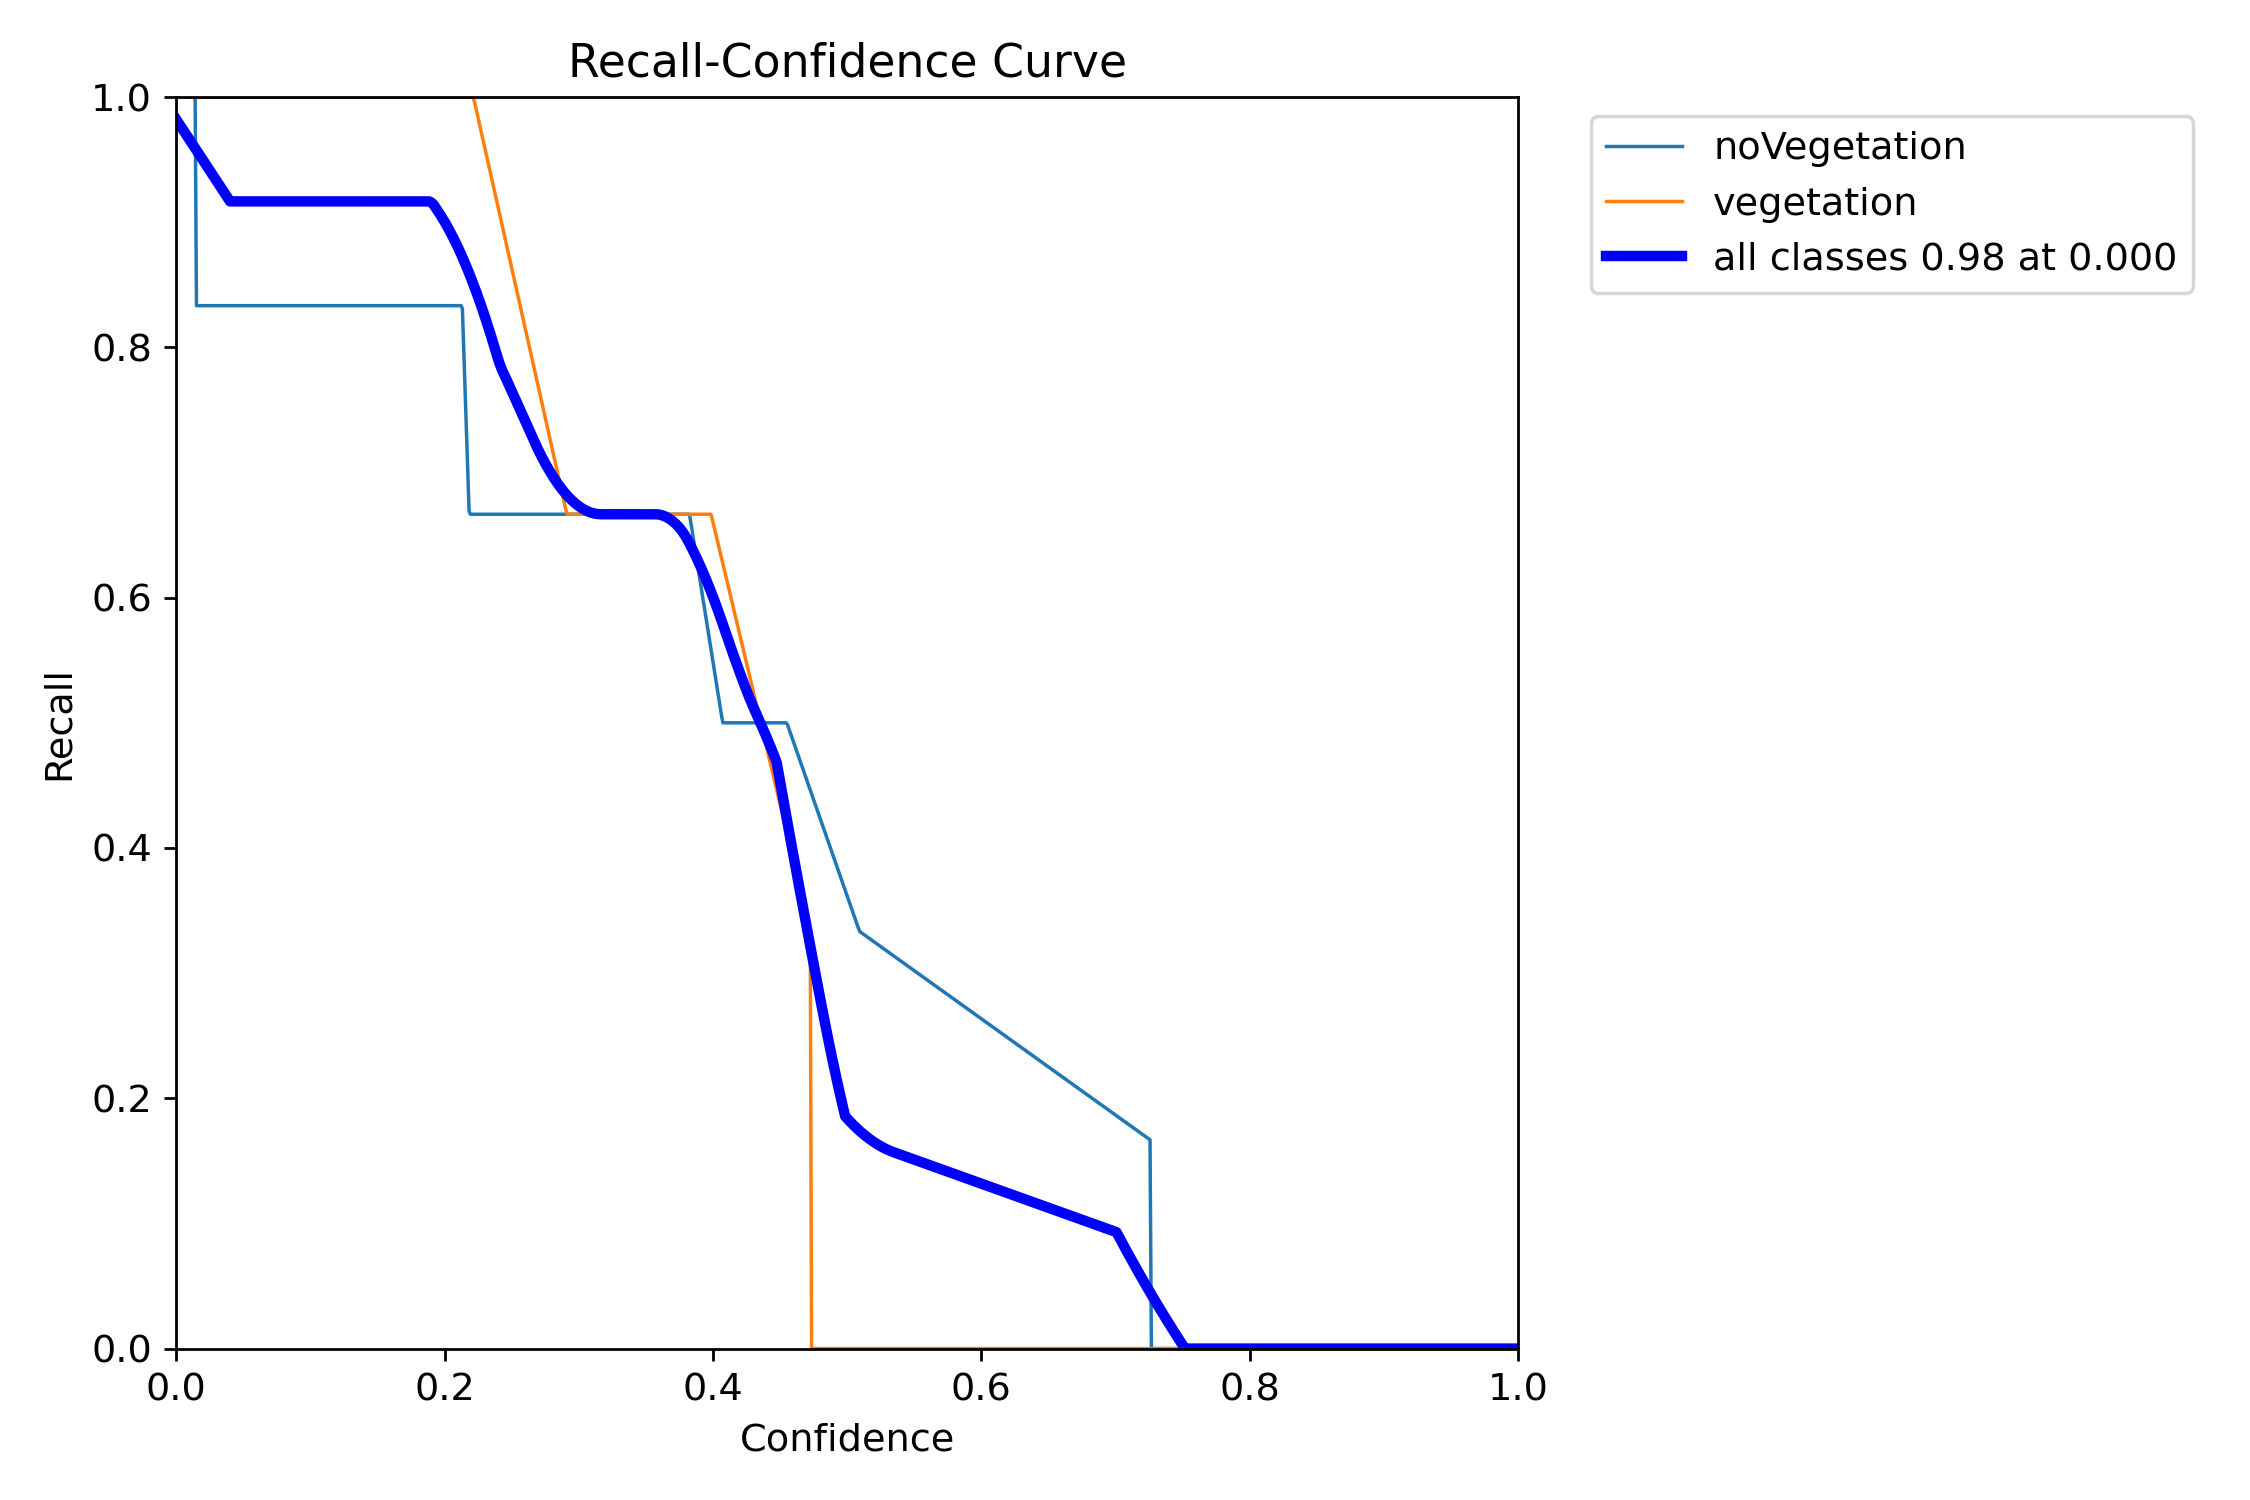 Recall-Confidence Curve
1.0
0.8
0.6
0.4
0.2
0.0
Recall
0.0 0.2 0.4 0.6 0.8 1.0
Confidence
noVegetation
vegetation
all classes 0.98 at 0.000